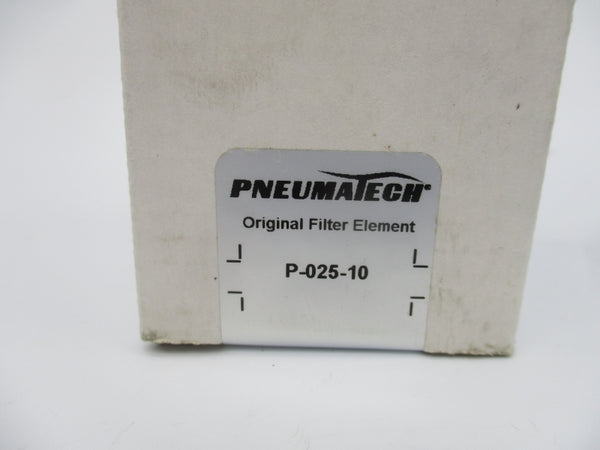 PNEUMATECH®
Original Filter Element
P-025-10